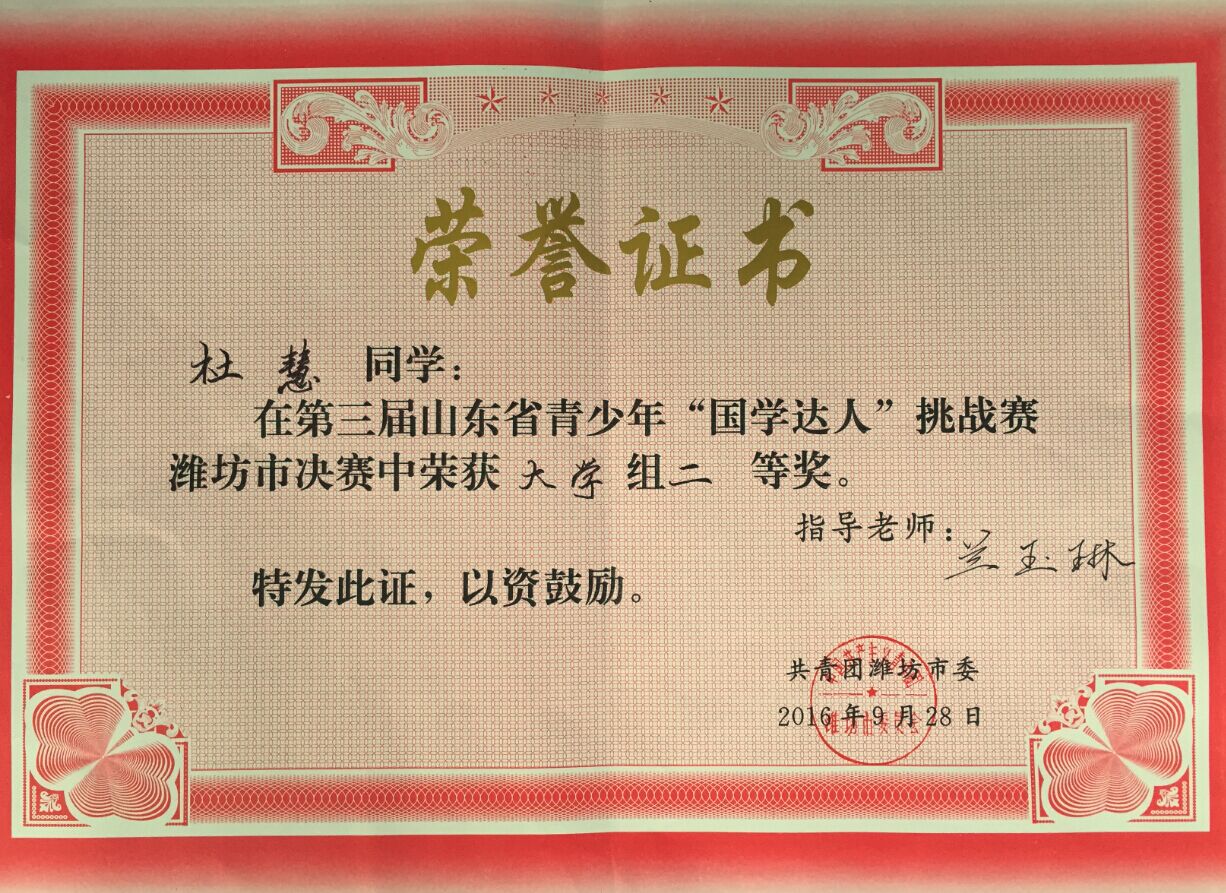 荣誉证书
杜慧 同学：
在第三届山东省青少年“国学达人”挑战赛
潍坊市决赛中荣获 大学 组二 等奖。
指导老师：兰玉琳
特发此证，以资鼓励。
共青团潍坊市委
2016年9月28日